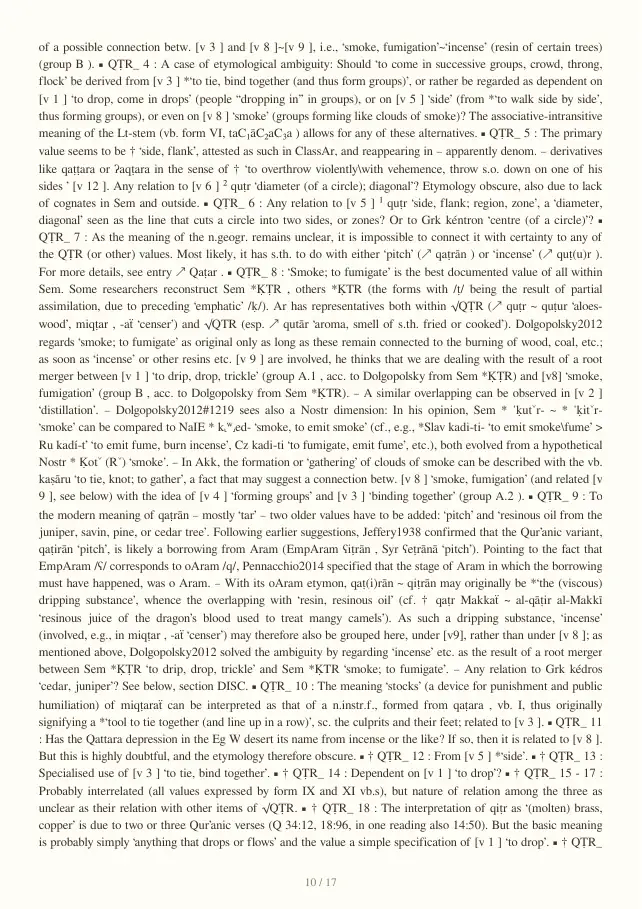 of a possible connection betw. [v 3 ] and [v 8 ]~[v 9 ], i.e., ‘smoke, fumigation’~‘incense’ (resin of certain trees)
(group B ). ▪ QṬR_ 4 : A case of etymological ambiguity: Should ‘to come in successive groups, crowd, throng,
flock’ be derived from [v 3 ] *‘to tie, bind together (and thus form groups)’, or rather be regarded as dependent on
[v 1 ] ‘to drop, come in drops’ (people “dropping in” in groups), or on [v 5 ] ‘side’ (from *‘to walk side by side’,
thus forming groups), or even on [v 8 ] ‘smoke’ (groups forming like clouds of smoke)? The associative-intransitive
meaning of the Lt-stem (vb. form VI, taC₁āC₂aC₃a ) allows for any of these alternatives. ▪ QṬR_ 5 : The primary
value seems to be † ‘side, flank’, attested as such in ClassAr, and reappearing in – apparently denom. – derivatives
like qaṭṭara or ʔaqtara in the sense of † ‘to overthrow violently\with vehemence, throw s.o. down on one of his
sides ’ [v 12 ]. Any relation to [v 6 ] ² quṭr ‘diameter (of a circle); diagonal’? Etymology obscure, also due to lack
of cognates in Sem and outside. ▪ QṬR_ 6 : Any relation to [v 5 ] ¹ quṭr ‘side, flank; region, zone’, a ‘diameter,
diagonal’ seen as the line that cuts a circle into two sides, or zones? Or to Grk kéntron ‘centre (of a circle)’? ▪
QṬR_ 7 : As the meaning of the n.geogr. remains unclear, it is impossible to connect it with certainty to any of
the QṬR (or other) values. Most likely, it has s.th. to do with either ‘pitch’ (↗ qaṭrān ) or ‘incense’ (↗ quṭ(u)r ).
For more details, see entry ↗ Qaṭar . ▪ QṬR_ 8 : ‘Smoke; to fumigate’ is the best documented value of all within
Sem. Some researchers reconstruct Sem *ḲṬR , others *ḲTR (the forms with /ṭ/ being the result of partial
assimilation, due to preceding ‘emphatic’ /ḳ/). Ar has representatives both within √QṬR (↗ quṭr ~ quṭur ‘aloes-
wood’, miqtar , -aẗ ‘censer’) and √QTR (esp. ↗ qutār ‘aroma, smell of s.th. fried or cooked’). Dolgopolsky2012
regards ‘smoke; to fumigate’ as original only as long as these remain connected to the burning of wood, coal, etc.;
as soon as ‘incense’ or other resins etc. [v 9 ] are involved, he thinks that we are dealing with the result of a root
merger between [v 1 ] ‘to drip, drop, trickle’ (group A.1 , acc. to Dolgopolsky from Sem *ḲṬR) and [v8] ‘smoke,
fumigation’ (group B , acc. to Dolgopolsky from Sem *ḲTR). – A similar overlapping can be observed in [v 2 ]
‘distillation’. – Dolgopolsky2012#1219 sees also a Nostr dimension: In his opinion, Sem * ˈḳutˇr- ~ * ˈḳitˇr-
‘smoke’ can be compared to NaIE * k₍ʷ₎ed- ‘smoke, to emit smoke’ (cf., e.g., *Slav kadi-ti- ‘to emit smoke\fume’ >
Ru kadí-t’ ‘to emit fume, burn incense’, Cz kadi-ti ‘to fumigate, emit fume’, etc.), both evolved from a hypothetical
Nostr * Ḳotˇ (Rˇ) ‘smoke’. – In Akk, the formation or ‘gathering’ of clouds of smoke can be described with the vb.
kaṣāru ‘to tie, knot; to gather’, a fact that may suggest a connection betw. [v 8 ] ‘smoke, fumigation’ (and related [v
9 ], see below) with the idea of [v 4 ] ‘forming groups’ and [v 3 ] ‘binding together’ (group A.2 ). ▪ QṬR_ 9 : To
the modern meaning of qaṭrān – mostly ‘tar’ – two older values have to be added: ‘pitch’ and ‘resinous oil from the
juniper, savin, pine, or cedar tree’. Following earlier suggestions, Jeffery1938 confirmed that the Qurʾanic variant,
qaṭirān ‘pitch’, is likely a borrowing from Aram (EmpAram ʕiṭrān , Syr ʕeṭrānā ‘pitch’). Pointing to the fact that
EmpAram /ʕ/ corresponds to oAram /q/, Pennacchio2014 specified that the stage of Aram in which the borrowing
must have happened, was o Aram. – With its oAram etymon, qaṭ(i)rān ~ qiṭrān may originally be *‘the (viscous)
dripping substance’, whence the overlapping with ‘resin, resinous oil’ (cf. † qaṭr Makkaẗ ~ al-qāṭir al-Makkī
‘resinous juice of the dragon’s blood used to treat mangy camels’). As such a dripping substance, ‘incense’
(involved, e.g., in miqtar , -aẗ ‘censer’) may therefore also be grouped here, under [v9], rather than under [v 8 ]; as
mentioned above, Dolgopolsky2012 solved the ambiguity by regarding ‘incense’ etc. as the result of a root merger
between Sem *ḲṬR ‘to drip, drop, trickle’ and Sem *ḲTR ‘smoke; to fumigate’. – Any relation to Grk kédros
‘cedar, juniper’? See below, section DISC. ▪ QṬR_ 10 : The meaning ‘stocks’ (a device for punishment and public
humiliation) of miqṭaraẗ can be interpreted as that of a n.instr.f., formed from qaṭara , vb. I, thus originally
signifying a *‘tool to tie together (and line up in a row)’, sc. the culprits and their feet; related to [v 3 ]. ▪ QṬR_ 11
: Has the Qattara depression in the Eg W desert its name from incense or the like? If so, then it is related to [v 8 ].
But this is highly doubtful, and the etymology therefore obscure. ▪ † QṬR_ 12 : From [v 5 ] *‘side’. ▪ † QṬR_ 13 :
Specialised use of [v 3 ] ‘to tie, bind together’. ▪ † QṬR_ 14 : Dependent on [v 1 ] ‘to drop’? ▪ † QṬR_ 15 - 17 :
Probably interrelated (all values expressed by form IX and XI vb.s), but nature of relation among the three as
unclear as their relation with other items of √QṬR. ▪ † QṬR_ 18 : The interpretation of qiṭr as ‘(molten) brass,
copper’ is due to two or three Qurʾanic verses (Q 34:12, 18:96, in one reading also 14:50). But the basic meaning
is probably simply ‘anything that drops or flows’ and the value a simple specification of [v 1 ] ‘to drop’. ▪ † QṬR_
10 / 17